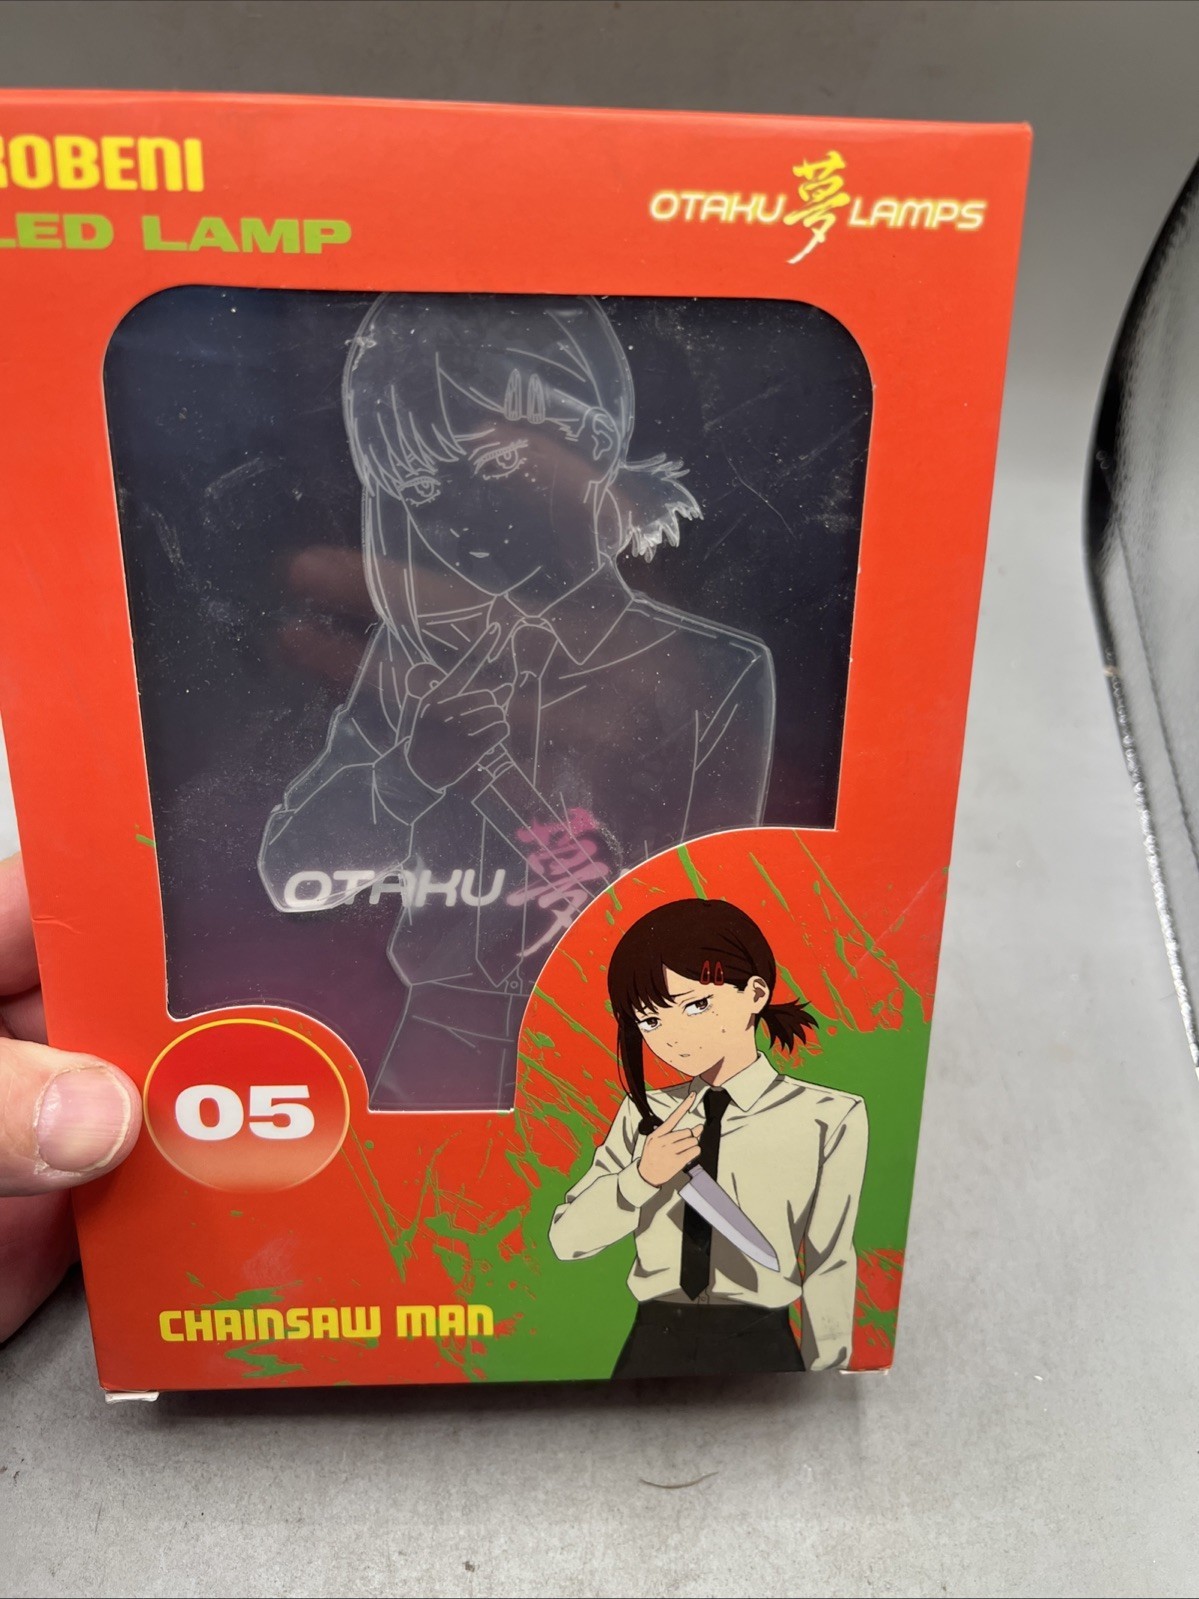 KOBENI
LED LAMP
OTAKU夢LAMPS
OTAKU夢
05
CHAINSAW MAN